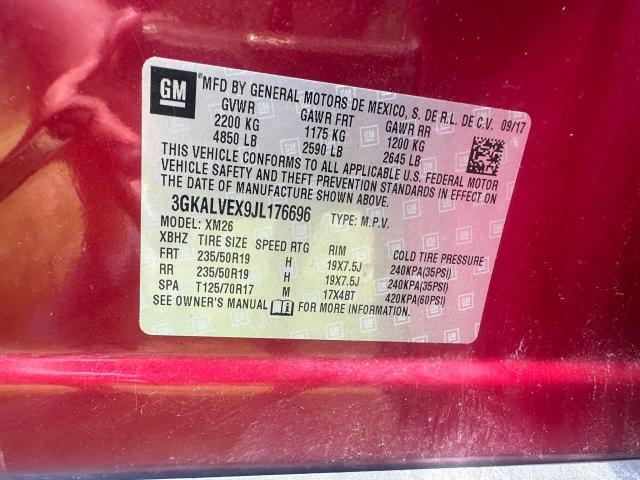 GM
® MFD BY GENERAL MOTORS DE MEXICO, S. DE R.L. DE C.V. 09/17
GVWR GAWR FRT GAWR RR
2200 KG 1175 KG 1200 KG
4850 LB 2590 LB 2645 LB
THIS VEHICLE CONFORMS TO ALL APPLICABLE U.S. FEDERAL MOTOR
VEHICLE SAFETY AND THEFT PREVENTION STANDARDS IN EFFECT ON
THE DATE OF MANUFACTURE SHOWN ABOVE.
3GKALVEX9JL176696 TYPE: M.P.V.
MODEL: XM26
XBHZ TIRE SIZE SPEED RTG RIM COLD TIRE PRESSURE
FRT 235/50R19 H 19X7.5J 240KPA(35PSI)
RR 235/50R19 H 19X7.5J 240KPA(35PSI)
SPA T125/70R17 M 17X4BT 420KPA(60PSI)
SEE OWNER'S MANUAL FOR MORE INFORMATION.